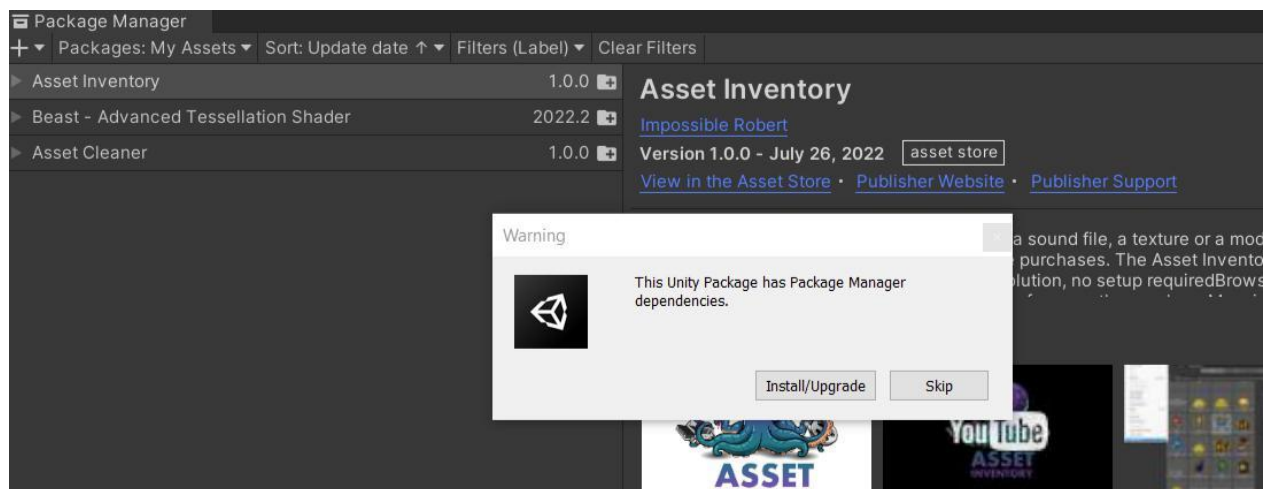 Package Manager
Packages: My Assets Sort: Update date ↑ Filters (Label) Clear Filters
Asset Inventory 1.0.0
Beast - Advanced Tessellation Shader 2022.2
Asset Cleaner 1.0.0
Asset Inventory
Impossible Robert
Version 1.0.0 - July 26, 2022 asset store
View in the Asset Store • Publisher Website • Publisher Support
a sound file, a texture or a mod
purchases. The Asset Invento
olution, no setup requiredBrows
Warning
This Unity Package has Package Manager
dependencies.
Install/Upgrade Skip
ASSET
YouTube
ASSET
INVENTORY